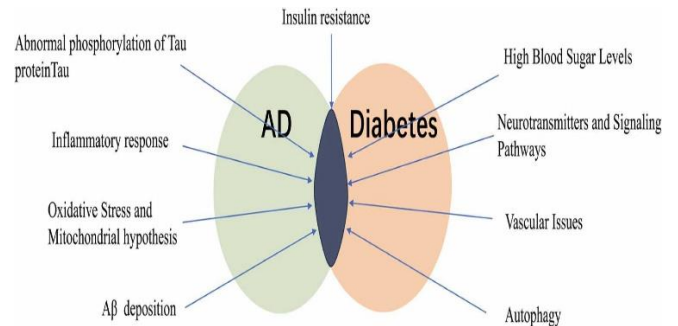 Insulin resistance
Abnormal phosphorylation of Tau
proteinTau
High Blood Sugar Levels
AD
Diabetes
Inflammatory response
Neurotransmitters and Signaling
Pathways
Oxidative Stress and
Mitochondrial hypothesis
Vascular Issues
Aβ deposition
Autophagy